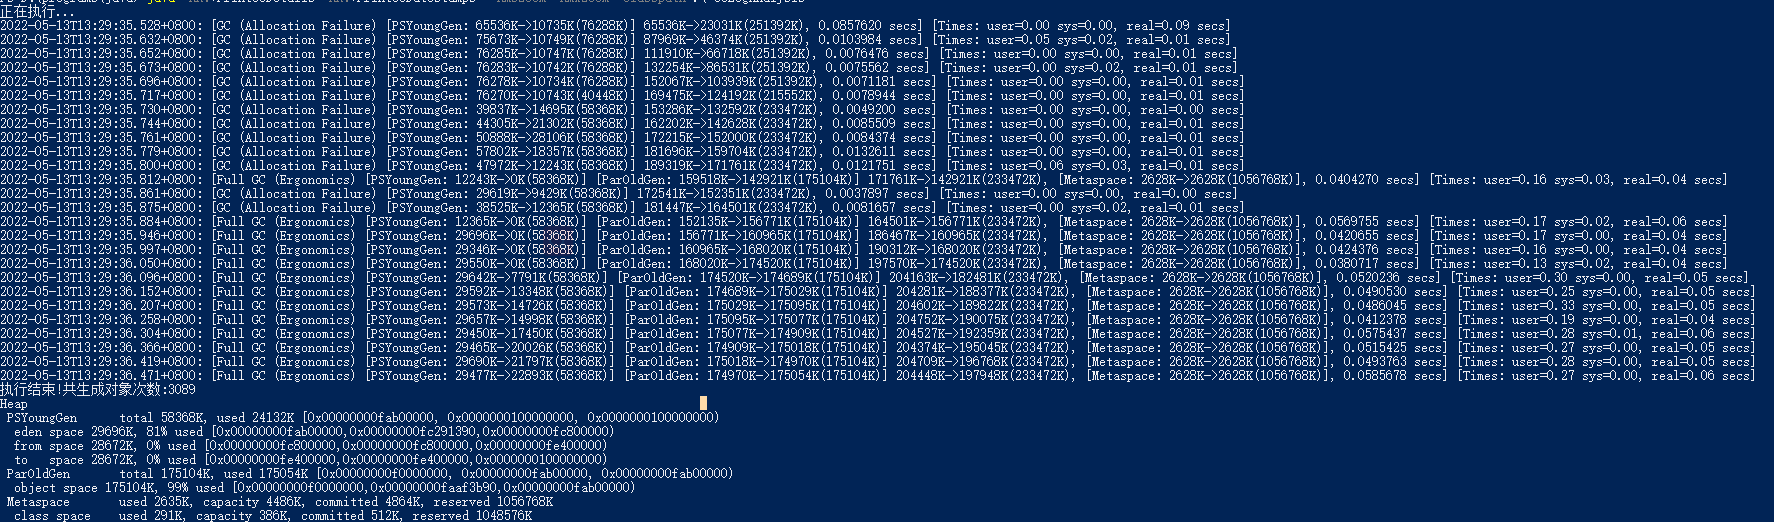 正在执行...
2022-05-13T13:29:35.528+0800: [GC (Allocation Failure) [PSYoungGen: 65536K->10735K(76288K)] 65536K->23031K(251392K), 0.0857620 secs] [Times: user=0.00 sys=0.00, real=0.09 secs]
2022-05-13T13:29:35.632+0800: [GC (Allocation Failure) [PSYoungGen: 75673K->10749K(76288K)] 87969K->46374K(251392K), 0.0103984 secs] [Times: user=0.05 sys=0.02, real=0.01 secs]
2022-05-13T13:29:35.652+0800: [GC (Allocation Failure) [PSYoungGen: 76285K->10747K(76288K)] 111910K->66718K(251392K), 0.0076476 secs] [Times: user=0.00 sys=0.00, real=0.01 secs]
2022-05-13T13:29:35.673+0800: [GC (Allocation Failure) [PSYoungGen: 76283K->10742K(76288K)] 132254K->86531K(251392K), 0.0075562 secs] [Times: user=0.00 sys=0.02, real=0.01 secs]
2022-05-13T13:29:35.696+0800: [GC (Allocation Failure) [PSYoungGen: 76278K->10734K(76288K)] 152067K->103939K(251392K), 0.0071181 secs] [Times: user=0.00 sys=0.00, real=0.01 secs]
2022-05-13T13:29:35.717+0800: [GC (Allocation Failure) [PSYoungGen: 76270K->10743K(40448K)] 169475K->124192K(215552K), 0.0078944 secs] [Times: user=0.00 sys=0.00, real=0.01 secs]
2022-05-13T13:29:35.730+0800: [GC (Allocation Failure) [PSYoungGen: 39837K->14695K(58368K)] 153286K->132592K(233472K), 0.0049200 secs] [Times: user=0.00 sys=0.00, real=0.01 secs]
2022-05-13T13:29:35.744+0800: [GC (Allocation Failure) [PSYoungGen: 44305K->21302K(58368K)] 162202K->142628K(233472K), 0.0085509 secs] [Times: user=0.00 sys=0.00, real=0.01 secs]
2022-05-13T13:29:35.761+0800: [GC (Allocation Failure) [PSYoungGen: 50888K->28106K(58368K)] 172215K->152000K(233472K), 0.0084374 secs] [Times: user=0.00 sys=0.00, real=0.01 secs]
2022-05-13T13:29:35.779+0800: [GC (Allocation Failure) [PSYoungGen: 57802K->18357K(58368K)] 181696K->159704K(233472K), 0.0132611 secs] [Times: user=0.00 sys=0.00, real=0.01 secs]
2022-05-13T13:29:35.800+0800: [GC (Allocation Failure) [PSYoungGen: 47972K->12243K(58368K)] 189319K->171761K(233472K), 0.0121751 secs] [Times: user=0.06 sys=0.03, real=0.01 secs]
2022-05-13T13:29:35.812+0800: [Full GC (Ergonomics) [PSYoungGen: 12243K->0K(58368K)] [ParOldGen: 159518K->142921K(175104K)] 171761K->142921K(233472K), [Metaspace: 2628K->2628K(1056768K)], 0.0404270 secs] [Times: user=0.16 sys=0.03, real=0.04 secs]
2022-05-13T13:29:35.861+0800: [GC (Allocation Failure) [PSYoungGen: 29619K->9429K(58368K)] 172541K->152351K(233472K), 0.0037897 secs] [Times: user=0.00 sys=0.00, real=0.00 secs]
2022-05-13T13:29:35.875+0800: [GC (Allocation Failure) [PSYoungGen: 38525K->12365K(58368K)] 181447K->164501K(233472K), 0.0081657 secs] [Times: user=0.00 sys=0.02, real=0.01 secs]
2022-05-13T13:29:35.884+0800: [Full GC (Ergonomics) [PSYoungGen: 12365K->0K(58368K)] [ParOldGen: 152135K->156771K(175104K)] 164501K->156771K(233472K), [Metaspace: 2628K->2628K(1056768K)], 0.0569755 secs] [Times: user=0.17 sys=0.02, real=0.06 secs]
2022-05-13T13:29:35.946+0800: [Full GC (Ergonomics) [PSYoungGen: 29696K->0K(58368K)] [ParOldGen: 156771K->160965K(175104K)] 186467K->160965K(233472K), [Metaspace: 2628K->2628K(1056768K)], 0.0420655 secs] [Times: user=0.17 sys=0.00, real=0.04 secs]
2022-05-13T13:29:35.997+0800: [Full GC (Ergonomics) [PSYoungGen: 29346K->0K(58368K)] [ParOldGen: 160965K->168020K(175104K)] 190312K->168020K(233472K), [Metaspace: 2628K->2628K(1056768K)], 0.0424376 secs] [Times: user=0.16 sys=0.00, real=0.04 secs]
2022-05-13T13:29:36.050+0800: [Full GC (Ergonomics) [PSYoungGen: 29550K->0K(58368K)] [ParOldGen: 168020K->174520K(175104K)] 197570K->174520K(233472K), [Metaspace: 2628K->2628K(1056768K)], 0.0380717 secs] [Times: user=0.13 sys=0.02, real=0.04 secs]
2022-05-13T13:29:36.096+0800: [Full GC (Ergonomics) [PSYoungGen: 29642K->7791K(58368K)] [ParOldGen: 174520K->174689K(175104K)] 204163K->182481K(233472K), [Metaspace: 2628K->2628K(1056768K)], 0.0520236 secs] [Times: user=0.30 sys=0.00, real=0.05 secs]
2022-05-13T13:29:36.152+0800: [Full GC (Ergonomics) [PSYoungGen: 29592K->13348K(58368K)] [ParOldGen: 174689K->175029K(175104K)] 204281K->188377K(233472K), [Metaspace: 2628K->2628K(1056768K)], 0.0490530 secs] [Times: user=0.25 sys=0.00, real=0.05 secs]
2022-05-13T13:29:36.207+0800: [Full GC (Ergonomics) [PSYoungGen: 29573K->14726K(58368K)] [ParOldGen: 175029K->175095K(175104K)] 204602K->189822K(233472K), [Metaspace: 2628K->2628K(1056768K)], 0.0486045 secs] [Times: user=0.33 sys=0.00, real=0.05 secs]
2022-05-13T13:29:36.258+0800: [Full GC (Ergonomics) [PSYoungGen: 29657K->14998K(58368K)] [ParOldGen: 175095K->175077K(175104K)] 204752K->190075K(233472K), [Metaspace: 2628K->2628K(1056768K)], 0.0412378 secs] [Times: user=0.19 sys=0.00, real=0.04 secs]
2022-05-13T13:29:36.304+0800: [Full GC (Ergonomics) [PSYoungGen: 29450K->17450K(58368K)] [ParOldGen: 175077K->174909K(175104K)] 204527K->192359K(233472K), [Metaspace: 2628K->2628K(1056768K)], 0.0575437 secs] [Times: user=0.28 sys=0.01, real=0.06 secs]
2022-05-13T13:29:36.366+0800: [Full GC (Ergonomics) [PSYoungGen: 29465K->20026K(58368K)] [ParOldGen: 174909K->175018K(175104K)] 204374K->195045K(233472K), [Metaspace: 2628K->2628K(1056768K)], 0.0515425 secs] [Times: user=0.27 sys=0.00, real=0.05 secs]
2022-05-13T13:29:36.419+0800: [Full GC (Ergonomics) [PSYoungGen: 29690K->21797K(58368K)] [ParOldGen: 175018K->174970K(175104K)] 204709K->196768K(233472K), [Metaspace: 2628K->2628K(1056768K)], 0.0493763 secs] [Times: user=0.28 sys=0.00, real=0.05 secs]
2022-05-13T13:29:36.471+0800: [Full GC (Ergonomics) [PSYoungGen: 29477K->22893K(58368K)] [ParOldGen: 174970K->175054K(175104K)] 204448K->197948K(233472K), [Metaspace: 2628K->2628K(1056768K)], 0.0585678 secs] [Times: user=0.27 sys=0.00, real=0.06 secs]
执行结束!共生成对象次数:3089
Heap
PSYoungGen total 58368K, used 24132K [0x00000000fab00000, 0x0000000100000000, 0x0000000100000000)
eden space 29696K, 81% used [0x00000000fab00000,0x00000000fc291390,0x00000000fc800000)
from space 28672K, 0% used [0x00000000fc800000,0x00000000fc800000,0x00000000fe400000)
to space 28672K, 0% used [0x00000000fe400000,0x00000000fe400000,0x0000000100000000)
ParOldGen total 175104K, used 175054K [0x00000000f0000000, 0x00000000fab00000, 0x00000000fab00000)
object space 175104K, 99% used [0x00000000f0000000,0x00000000faaf3b90,0x00000000fab00000)
Metaspace used 2635K, capacity 4486K, committed 4864K, reserved 1056768K
class space used 291K, capacity 386K, committed 512K, reserved 1048576K